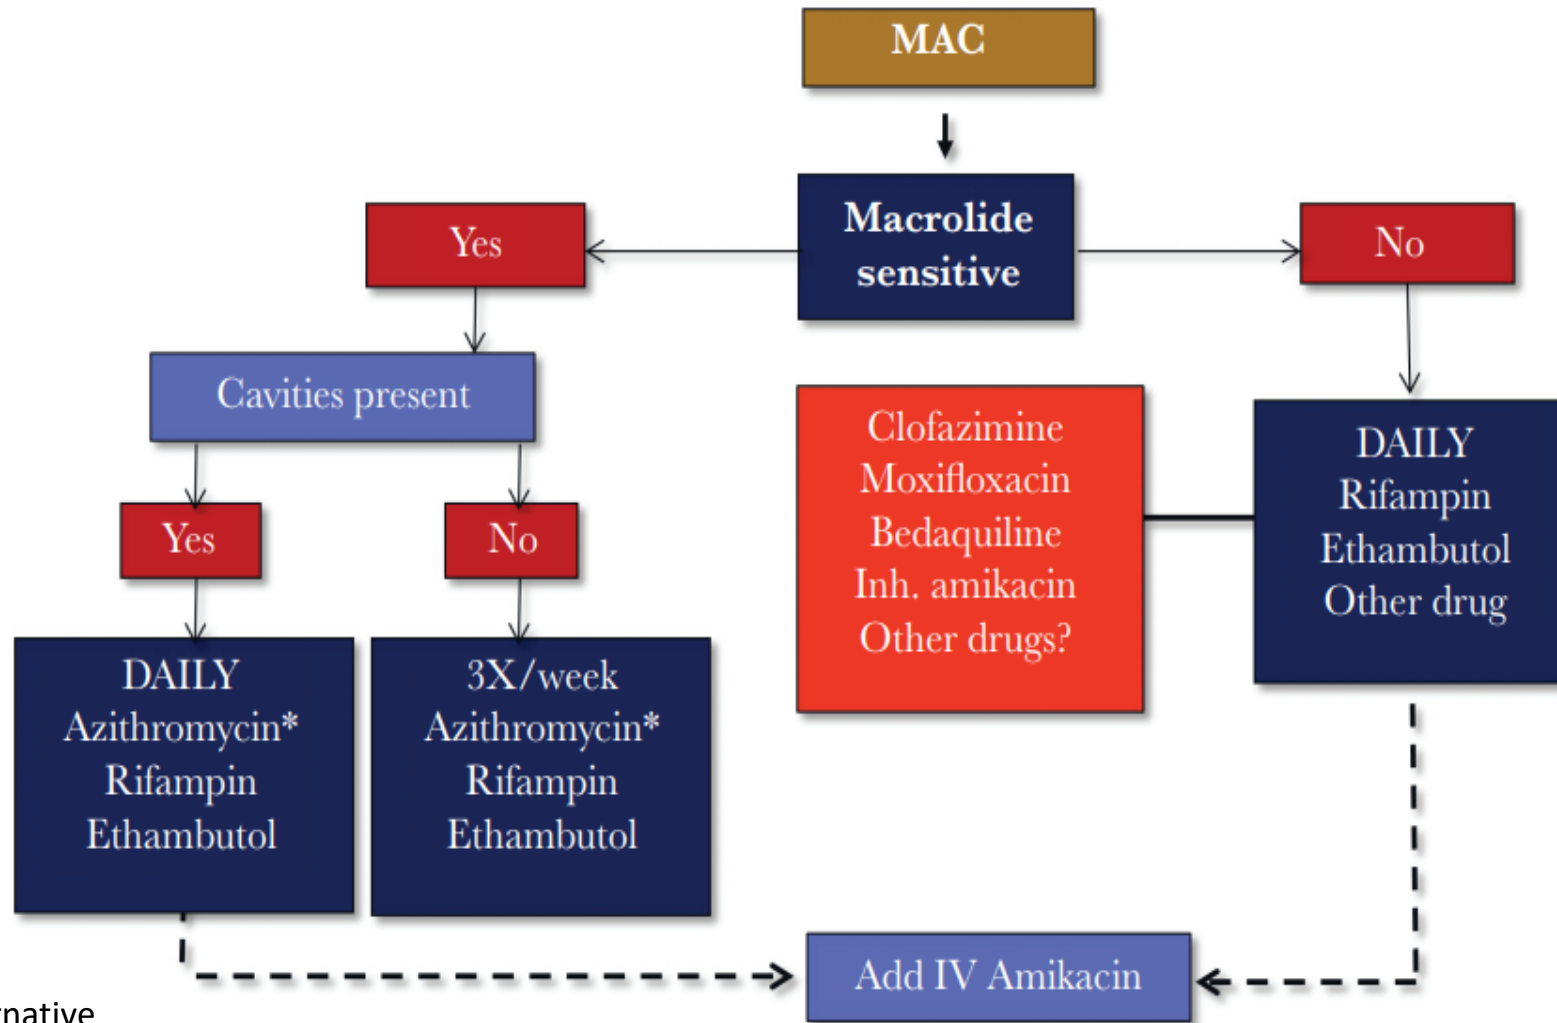 MAC
Macrolide
sensitive
Yes
No
Cavities present
Yes
No
DAILY
Azithromycin*
Rifampin
Ethambutol
3X/week
Azithromycin*
Rifampin
Ethambutol
Clofazimine
Moxifloxacin
Bedaquiline
Inh. amikacin
Other drugs?
DAILY
Rifampin
Ethambutol
Other drug
Add IV Amikacin